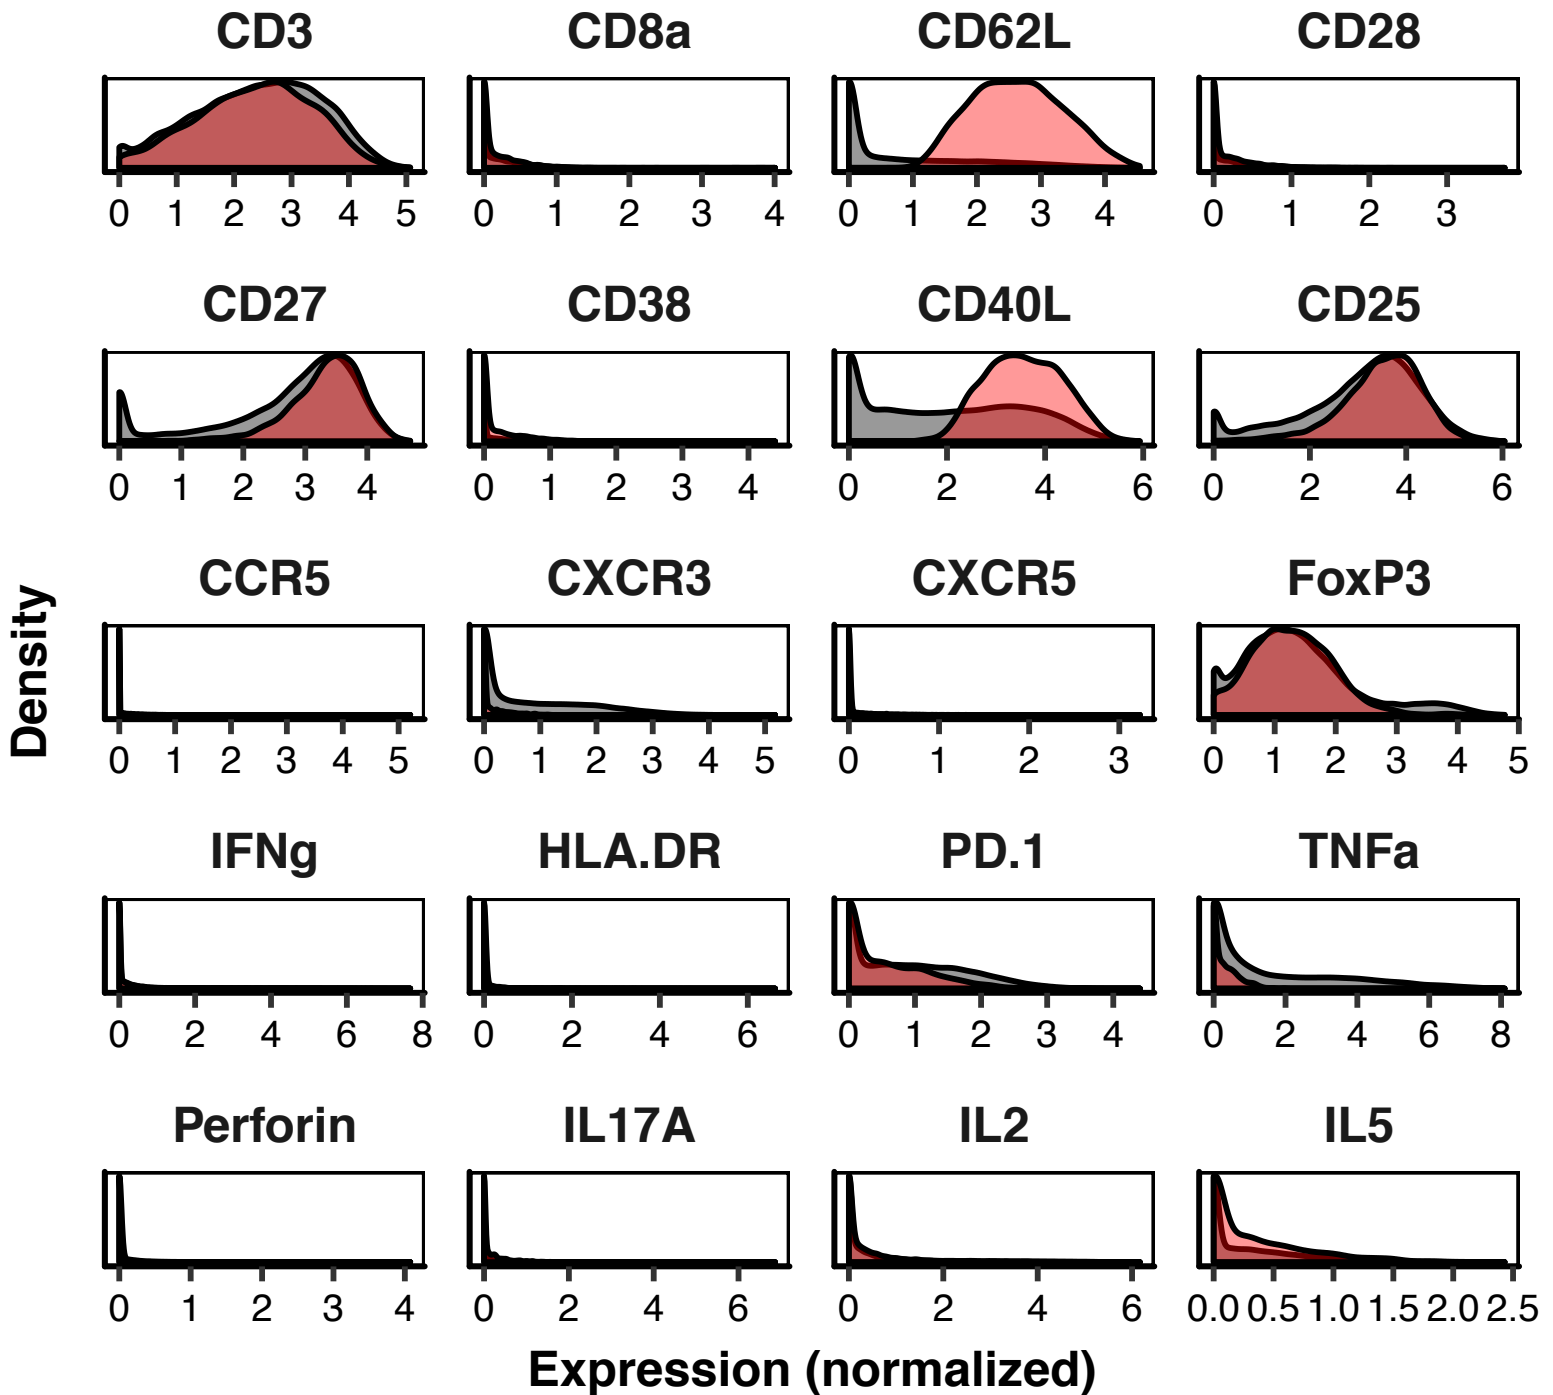 CD3 CD8a CD62L CD28
0 1 2 3 4 5 0 1 2 3 4 0 1 2 3 4 0 1 2 3
CD27 CD38 CD40L CD25
0 1 2 3 4 0 1 2 3 4 0 2 4 6 0 2 4 6
CCR5 CXCR3 CXCR5 FoxP3
0 1 2 3 4 5 0 1 2 3 4 5 0 1 2 3 0 1 2 3 4 5
Density
IFNg HLA.DR PD.1 TNFa
0 2 4 6 8 0 2 4 6 0 1 2 3 4 0 2 4 6 8
Perforin IL17A IL2 IL5
0 1 2 3 4 0 2 4 6 0 2 4 6 0.0 0.5 1.0 1.5 2.0 2.5
Expression (normalized)